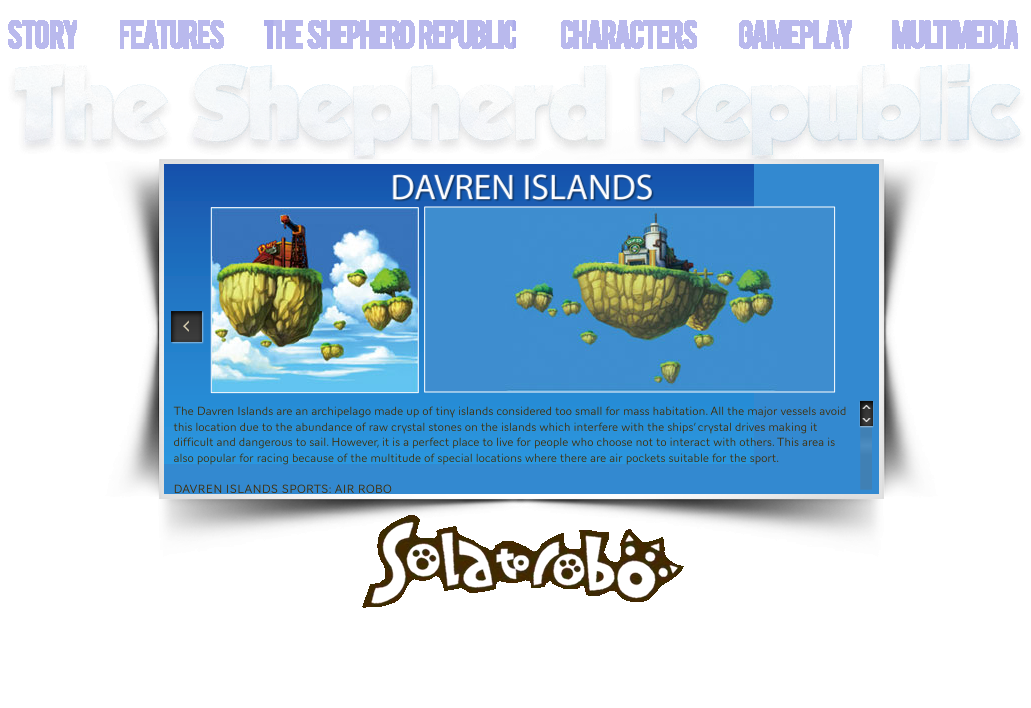 STORY FEATURES THE SHEPHERD REPUBLIC CHARACTERS GAMEPLAY MULTIMEDIA
The Shepherd Republic
DAVREN ISLANDS
The Davren Islands are an archipelago made up of tiny islands considered too small for mass habitation. All the major vessels avoid
this location due to the abundance of raw crystal stones on the islands which interfere with the ships' crystal drives making it
difficult and dangerous to sail. However, it is a perfect place to live for people who choose not to interact with others. This area is
also popular for racing because of the multitude of special locations where there are air pockets suitable for the sport.
DAVREN ISLANDS SPORTS: AIR ROBO
Solatorobo